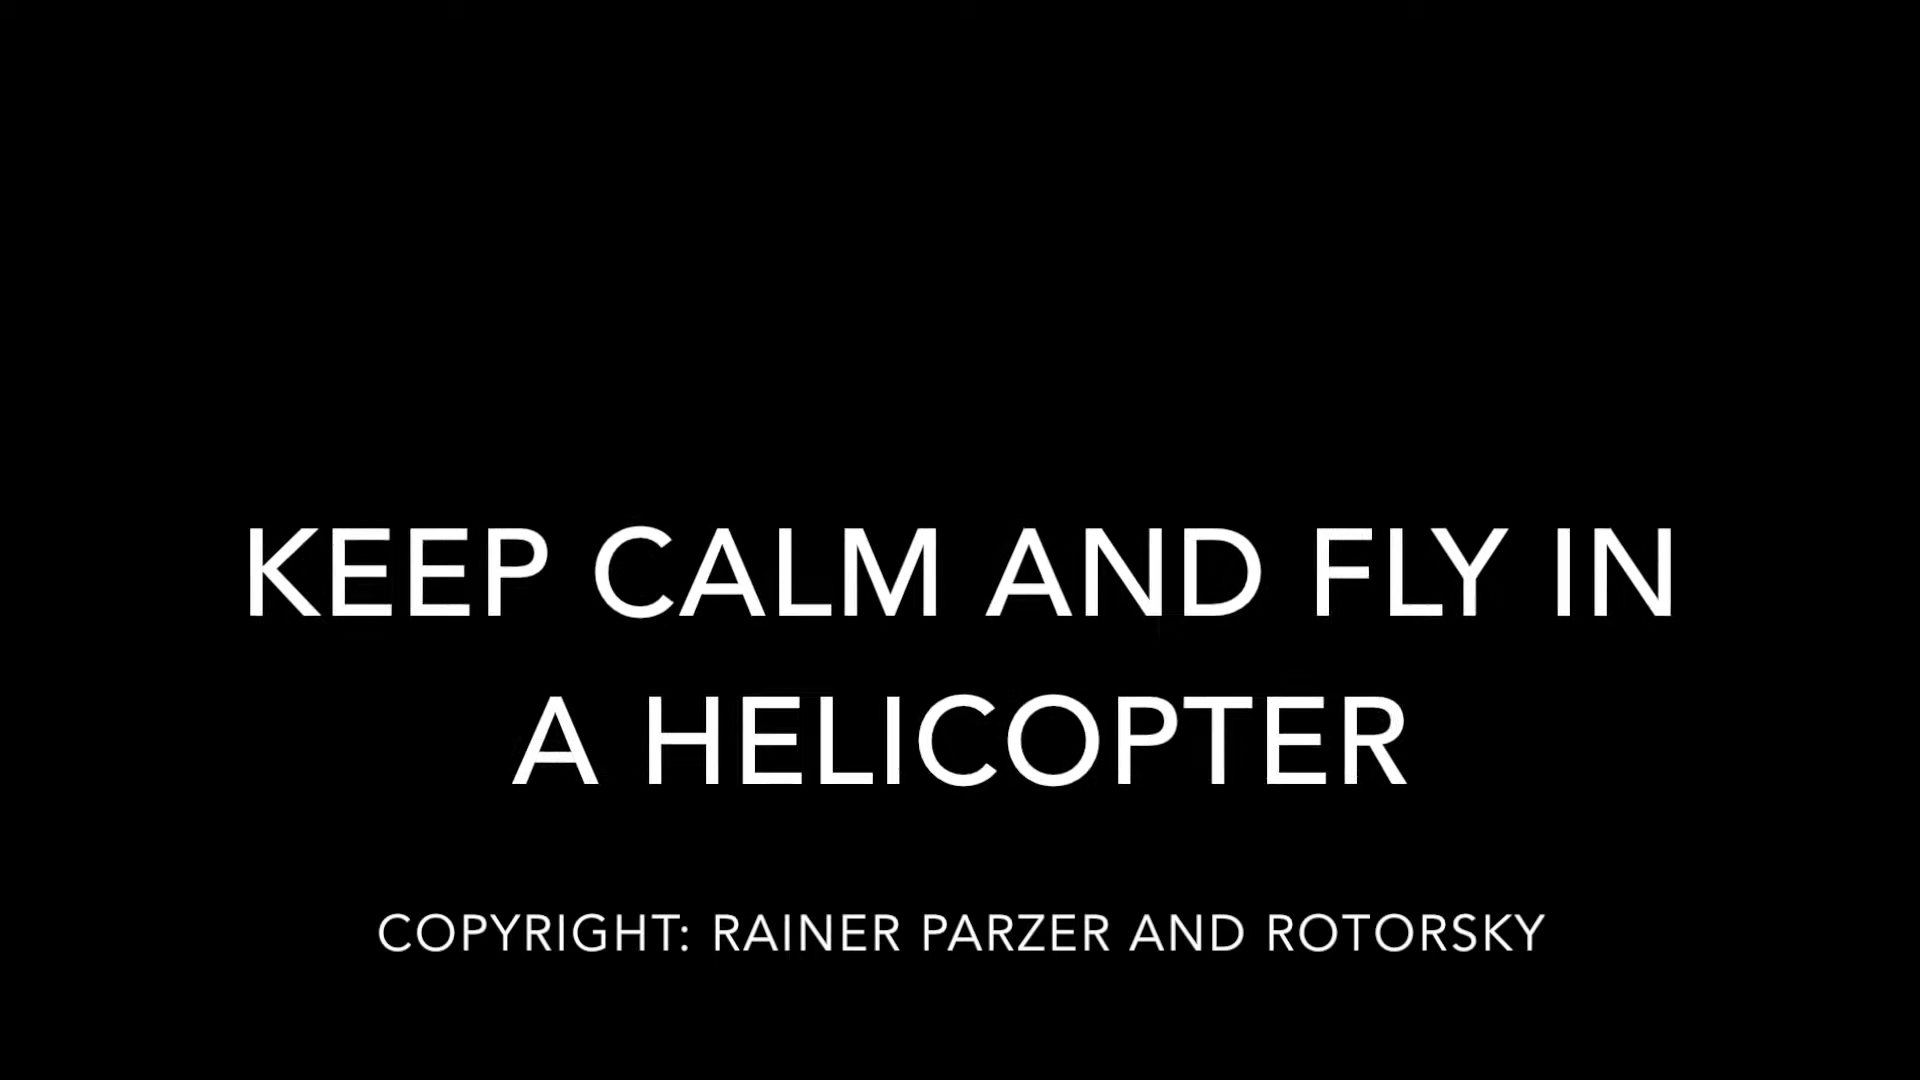 KEEP CALM AND FLY IN
A HELICOPTER
COPYRIGHT: RAINER PARZER AND ROTORSKY